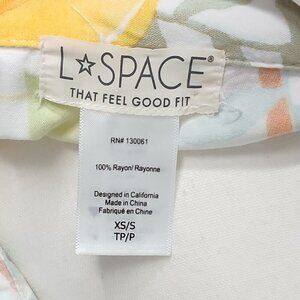 L☆SPACE®
THAT FEEL GOOD FIT
RN# 130061
100% Rayon/Rayonne
Designed in California
Made in China
Fabriqué en Chine
XS/S
TP/P